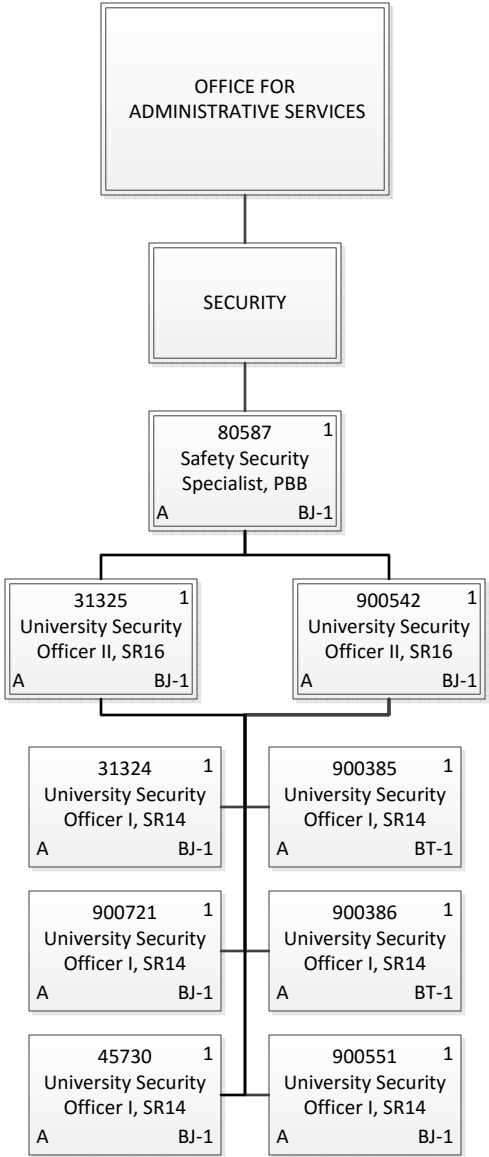 OFFICE FOR
ADMINISTRATIVE SERVICES
SECURITY
80587 1
Safety Security
Specialist, PBB
A BJ-1
31325 1
University Security
Officer II, SR16
A BJ-1
900542 1
University Security
Officer II, SR16
A BJ-1
31324 1
University Security
Officer I, SR14
A BJ-1
900385 1
University Security
Officer I, SR14
A BT-1
900721 1
University Security
Officer I, SR14
A BJ-1
900386 1
University Security
Officer I, SR14
A BT-1
45730 1
University Security
Officer I, SR14
A BJ-1
900551 1
University Security
Officer I, SR14
A BJ-1